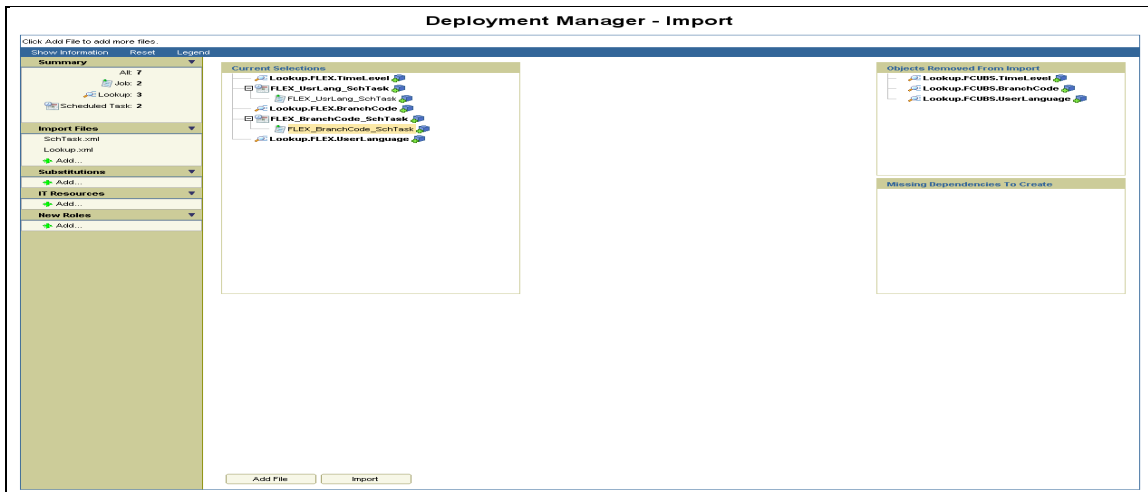 Deployment Manager - Import
Click Add File to add more files.
Show Information Reset Legend
Summary
All: 7
Job: 2
Lookup: 3
Scheduled Task: 2
Import Files
SchTask.xml
Lookup.xml
Add...
Substitutions
Add...
IT Resources
Add...
New Roles
Add...
Current Selections
Lookup.FLEX.TimeLevel
FLEX_UsrLang_SchTask
FLEX_UsrLang_SchTask
Lookup.FLEX.BranchCode
FLEX_BranchCode_SchTask
FLEX_BranchCode_SchTask
Lookup.FLEX.UserLanguage
Objects Removed From Import
Lookup.FCUBS.TimeLevel
Lookup.FCUBS.BranchCode
Lookup.FCUBS.UserLanguage
Missing Dependencies To Create
Add File Import